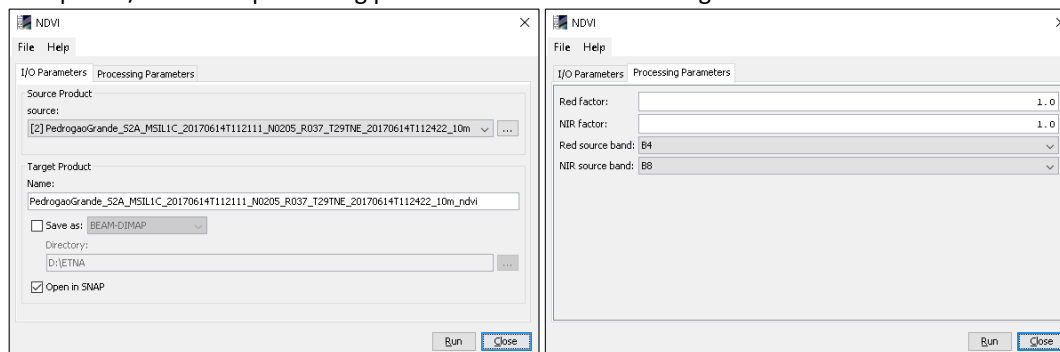 NDVI
File Help
I/O Parameters Processing Parameters
Source Product
source:
[2] PedrogaoGrande_S2A_MSIL1C_20170614T112111_N0205_R037_T29TNE_20170614T112422_10m ...
Target Product
Name:
PedrogaoGrande_S2A_MSIL1C_20170614T112111_N0205_R037_T29TNE_20170614T112422_10m_ndvi
Save as: BEAM-DIMAP
Directory:
D:\ETNA ...
Open in SNAP
Run Close
NDVI
File Help
I/O Parameters Processing Parameters
Red factor: 1.0
NIR factor: 1.0
Red source band: B4
NIR source band: B8
Run Close